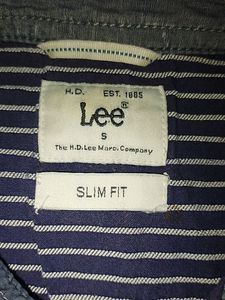 H.D. EST. 1889
Lee®
S
The H.D. Lee Merc. Company
SLIM FIT